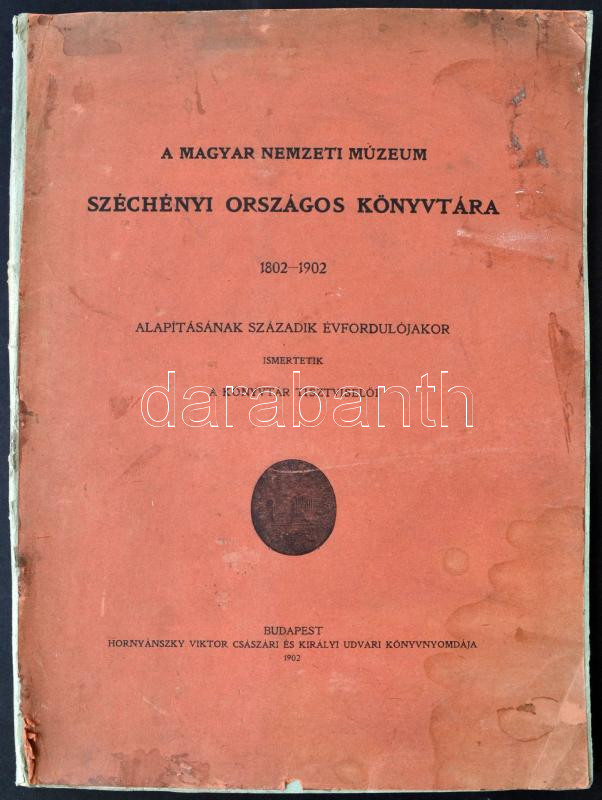 A MAGYAR NEMZETI MÚZEUM
SZÉCHÉNYI ORSZÁGOS KÖNYVTÁRA
1802–1902
ALAPÍTÁSÁNAK SZÁZADIK ÉVFORDULÓJAKOR
ISMERTETIK
A KÖNYVTÁR TISZTVISELŐI
darabanth
BUDAPEST
HORNYÁNSZKY VIKTOR CSÁSZÁRI ÉS KIRÁLYI UDVARI KÖNYVNYOMDÁJA
1902